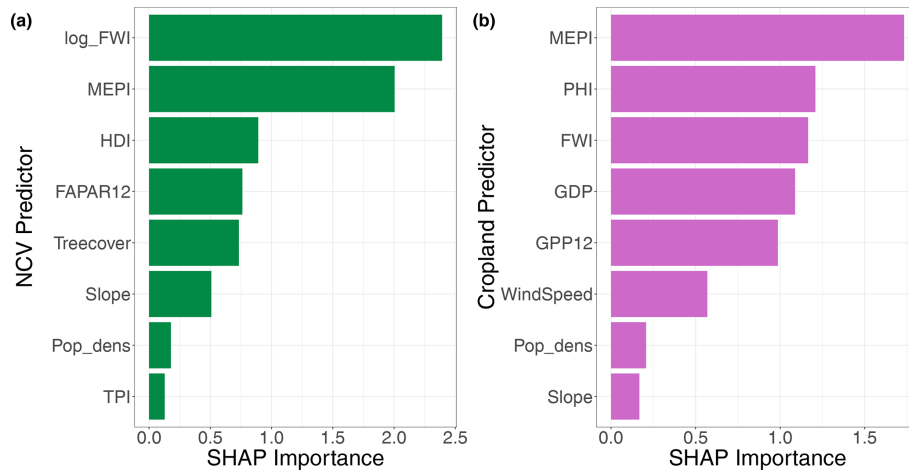 (a)
NCV Predictor
log_FWI
MEPI
HDI
FAPAR12
Treecover
Slope
Pop_dens
TPI
0.0 0.5 1.0 1.5 2.0 2.5
SHAP Importance
(b)
Cropland Predictor
MEPI
PHI
FWI
GDP
GPP12
WindSpeed
Pop_dens
Slope
0.0 0.5 1.0 1.5
SHAP Importance